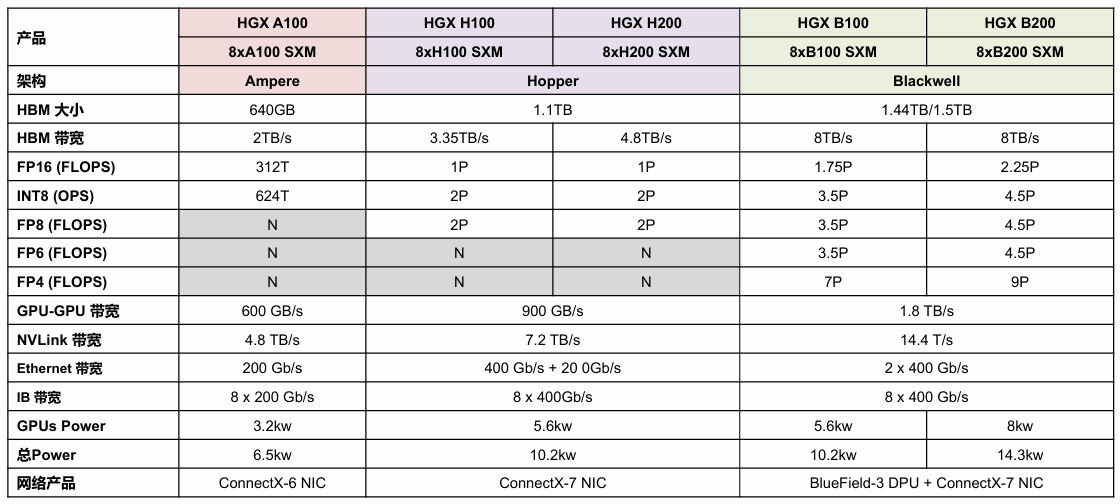 产品 HGX A100 HGX H100 HGX H200 HGX B100 HGX B200
8xA100 SXM 8xH100 SXM 8xH200 SXM 8xB100 SXM 8xB200 SXM
架构 Ampere Hopper Blackwell
HBM 大小 640GB 1.1TB 1.44TB/1.5TB
HBM 带宽 2TB/s 3.35TB/s 4.8TB/s 8TB/s 8TB/s
FP16 (FLOPS) 312T 1P 1P 1.75P 2.25P
INT8 (OPS) 624T 2P 2P 3.5P 4.5P
FP8 (FLOPS) N 2P 2P 3.5P 4.5P
FP6 (FLOPS) N N N 3.5P 4.5P
FP4 (FLOPS) N N N 7P 9P
GPU-GPU 带宽 600 GB/s 900 GB/s 1.8 TB/s
NVLink 带宽 4.8 TB/s 7.2 TB/s 14.4 T/s
Ethernet 带宽 200 Gb/s 400 Gb/s + 20 0Gb/s 2 x 400 Gb/s
IB 带宽 8 x 200 Gb/s 8 x 400Gb/s 8 x 400 Gb/s
GPUs Power 3.2kw 5.6kw 5.6kw 8kw
总Power 6.5kw 10.2kw 10.2kw 14.3kw
网络产品 ConnectX-6 NIC ConnectX-7 NIC BlueField-3 DPU + ConnectX-7 NIC